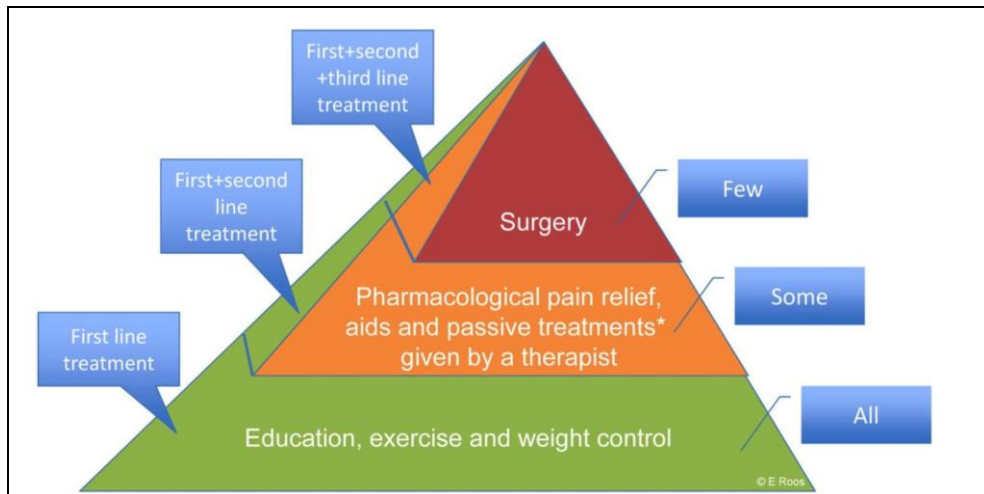 First+second
+third line
treatment
First+second
line
treatment
First line
treatment
Surgery
Pharmacological pain relief,
aids and passive treatments*
given by a therapist
Education, exercise and weight control
Few
Some
All
© E Roos